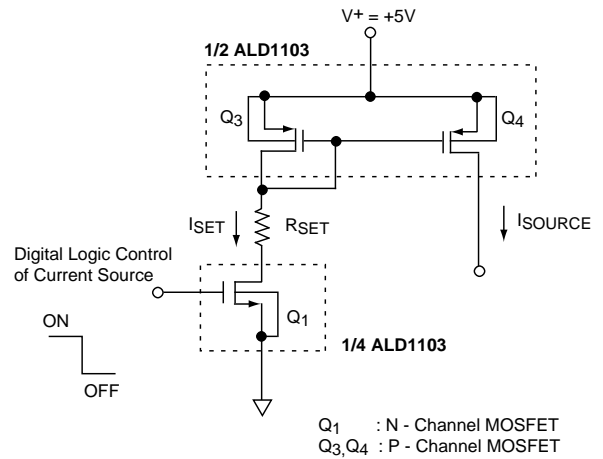 V+ = +5V
1/2 ALD1103
Q3
Q4
ISET
RSET
ISOURCE
Digital Logic Control
of Current Source
ON
OFF
Q1
1/4 ALD1103
Q1 : N - Channel MOSFET
Q3,Q4 : P - Channel MOSFET